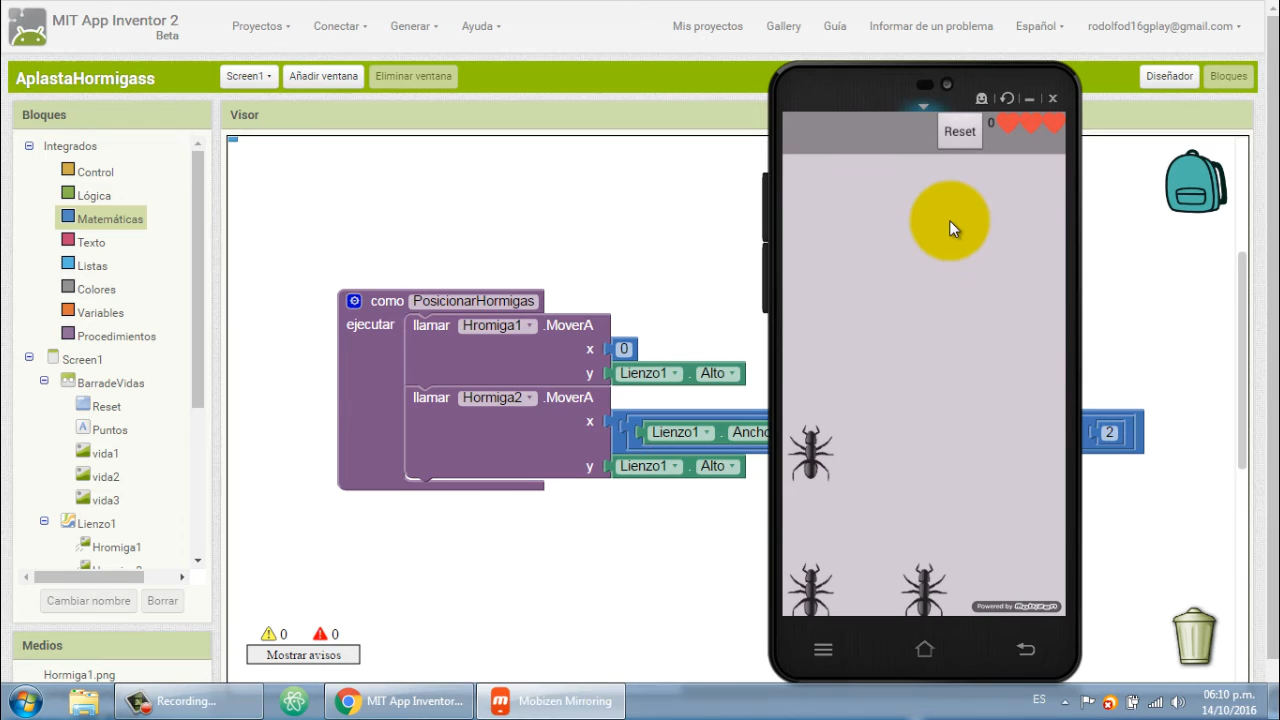 MIT App Inventor 2
Beta
Proyectos
Conectar
Generar
Ayuda
Mis proyectos
Gallery
Guía
Informar de un problema
Español
rodolfod16gplay@gmail.com
AplastaHormigass
Screen1
Añadir ventana
Eliminar ventana
Diseñador
Bloques
Bloques
Integrados
Control
Lógica
Matemáticas
Texto
Listas
Colores
Variables
Procedimientos
Screen1
BarradeVidas
Reset
Puntos
vida1
vida2
vida3
Lienzo1
Hromiga1
Cambiar nombre
Borrar
Medios
Hormiga1.png
Visor
como PosicionarHormigas
ejecutar llamar Hromiga1 .MoverA
x 0
y Lienzo1 . Alto
llamar Hormiga2 .MoverA
x Lienzo1 . Ancho 2
y Lienzo1 . Alto
0 0
Mostrar avisos
Reset 0
Powered by Mobizen
Recording...
MIT App Inventor...
Mobizen Mirroring
ES
06:10 p.m.
14/10/2016